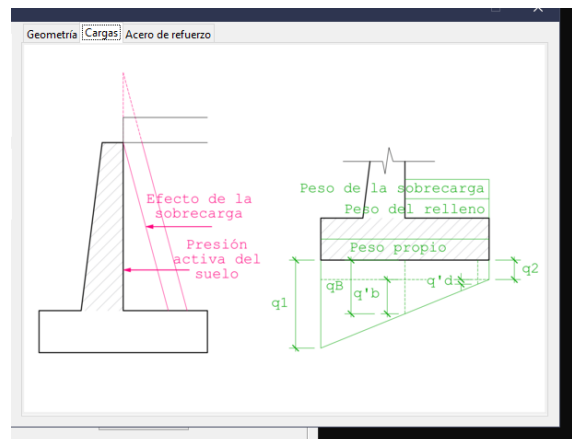 Geometría Cargas Acero de refuerzo
Efecto de la
sobrecarga
Presión
activa del
suelo
Peso de la sobrecarga
Peso del relleno
Peso propio
q1
qB
q'b
q'd
q2